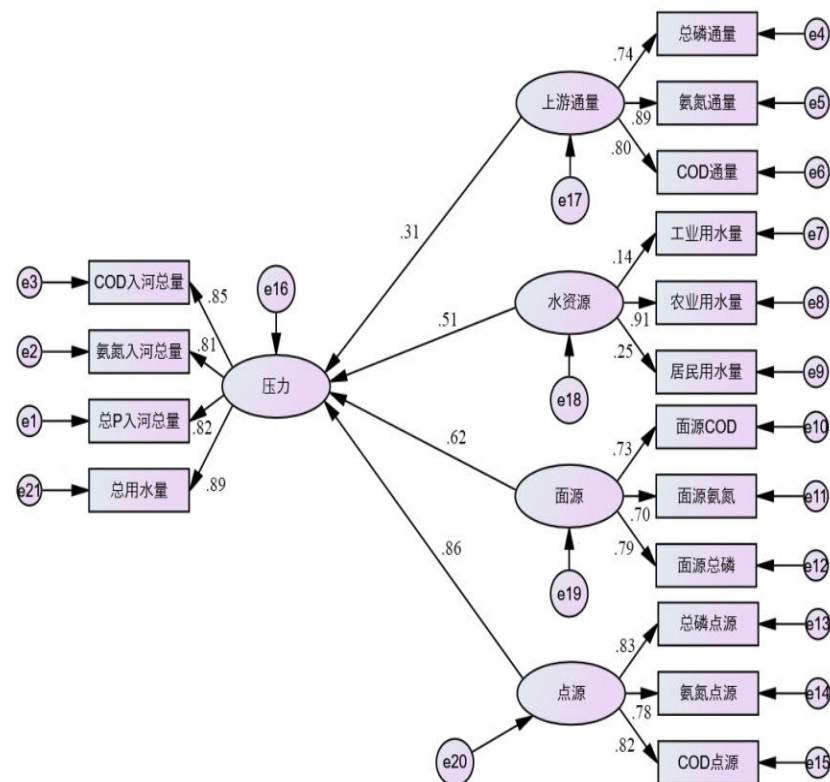 总磷通量
e4
.74
氨氮通量
e5
上游通量
.89
.80
COD通量
e6
e17
工业用水量
e7
.31
.14
COD入河总量
e3
e16
水资源
农业用水量
e8
.85
.91
.51
.25
氨氮入河总量
e2
.81
居民用水量
e9
压力
e18
总P入河总量
e1
.82
面源COD
e10
.62
.73
总用水量
e21
.89
面源
面源氨氮
e11
.70
.86
.79
面源总磷
e12
e19
总磷点源
e13
.83
点源
氨氮点源
e14
.78
.82
e20
COD点源
e15